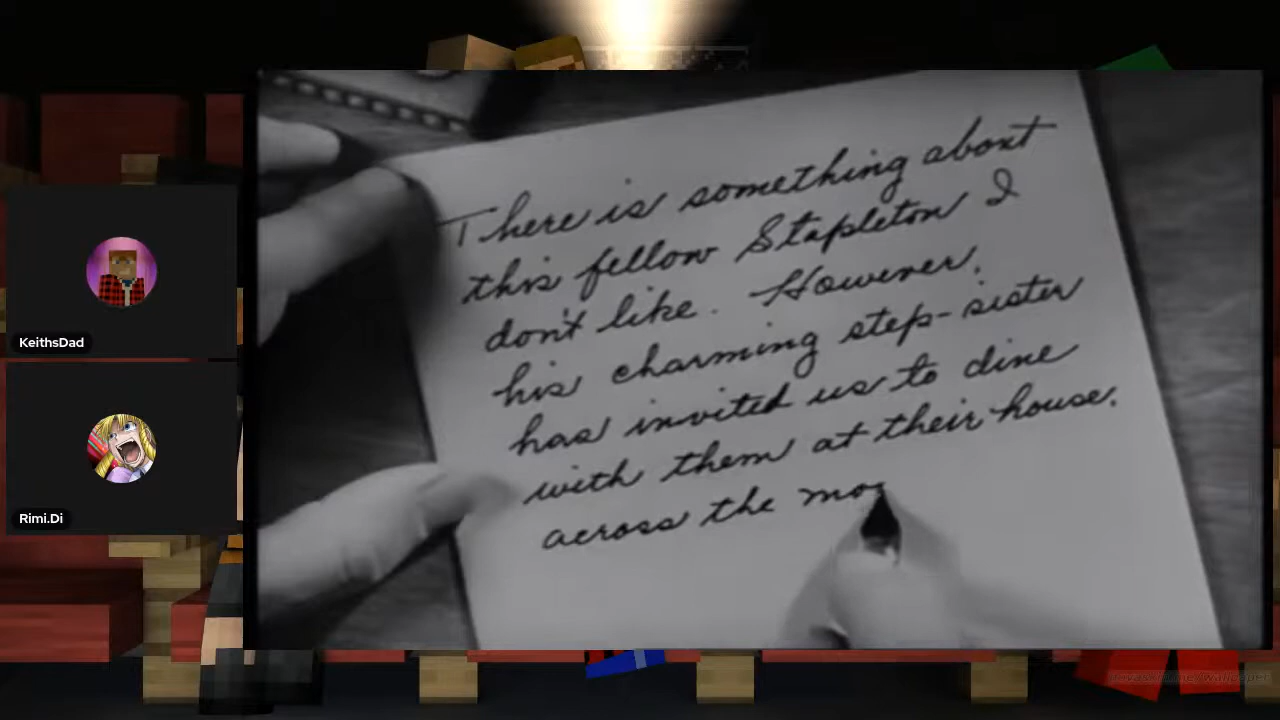 There is something about
this fellow Stapleton I
don't like. However,
his charming step-sister
has invited us to dine
with them at their house,
across the mo
KeithsDad
Rimi.Di